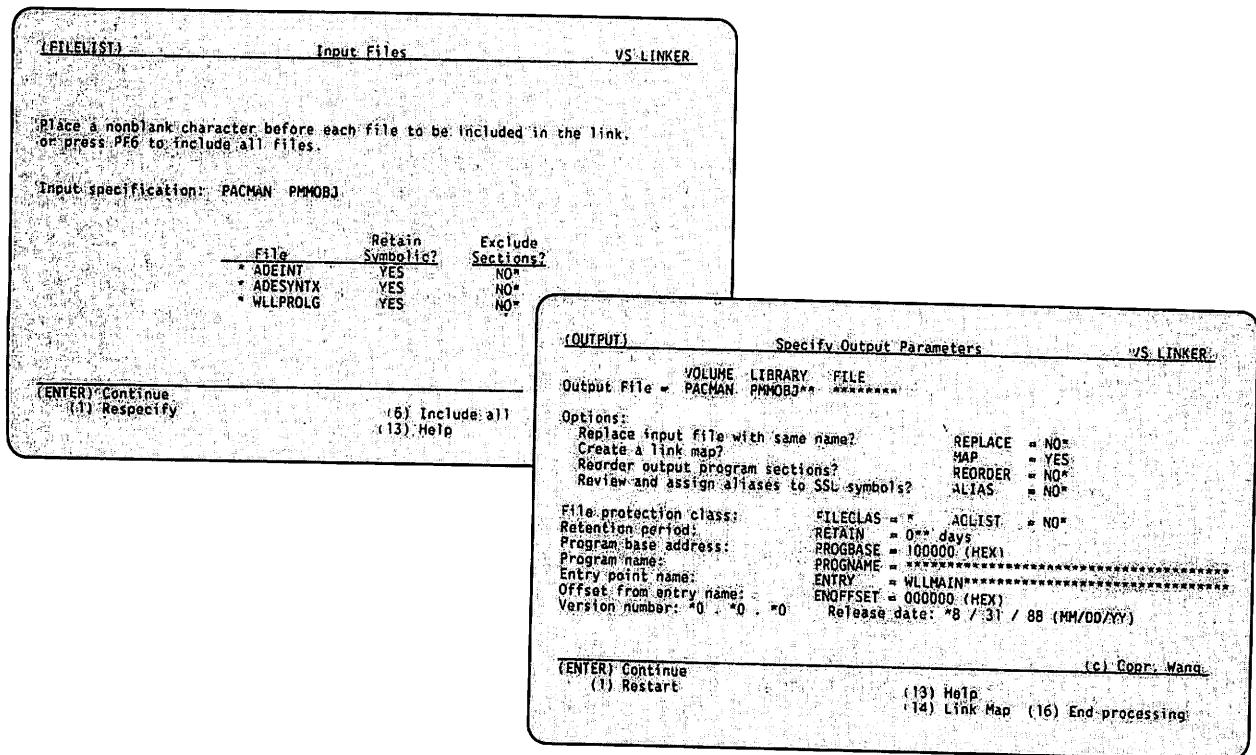 (FILELIST) Input Files VS LINKER
Place a nonblank character before each file to be included in the link,
or press PF6 to include all files.
Input specification: PACMAN PMMOBJ
Retain Exclude
File Symbolic? Sections?
* ADEINT YES NO*
* ADESYNTX YES NO*
* WLLPROLG YES NO*
(ENTER) Continue
(1) Respecify (6) Include all
(13) Help
(OUTPUT) Specify Output Parameters VS LINKER
VOLUME LIBRARY FILE
Output File = PACMAN PMMOBJ** ********
Options:
Replace input file with same name? REPLACE = NO*
Create a link map? MAP = YES
Reorder output program sections? REORDER = NO*
Review and assign aliases to SSL symbols? ALIAS = NO*
File protection class: FILECLAS = * ACLIST = NO*
Retention period: RETAIN = 0** days
Program base address: PROGBASE = 100000 (HEX)
Program name: PROGNAME = ****************************************
Entry point name: ENTRY = WLLMAIN*********************************
Offset from entry name: ENOFFSET = 000000 (HEX)
Version number: *0 . *0 . *0 Release date: *8 / 31 / 88 (MM/DD/YY)
(c) Copr. Wang
(ENTER) Continue
(1) Restart (13) Help
(14) Link Map (16) End processing